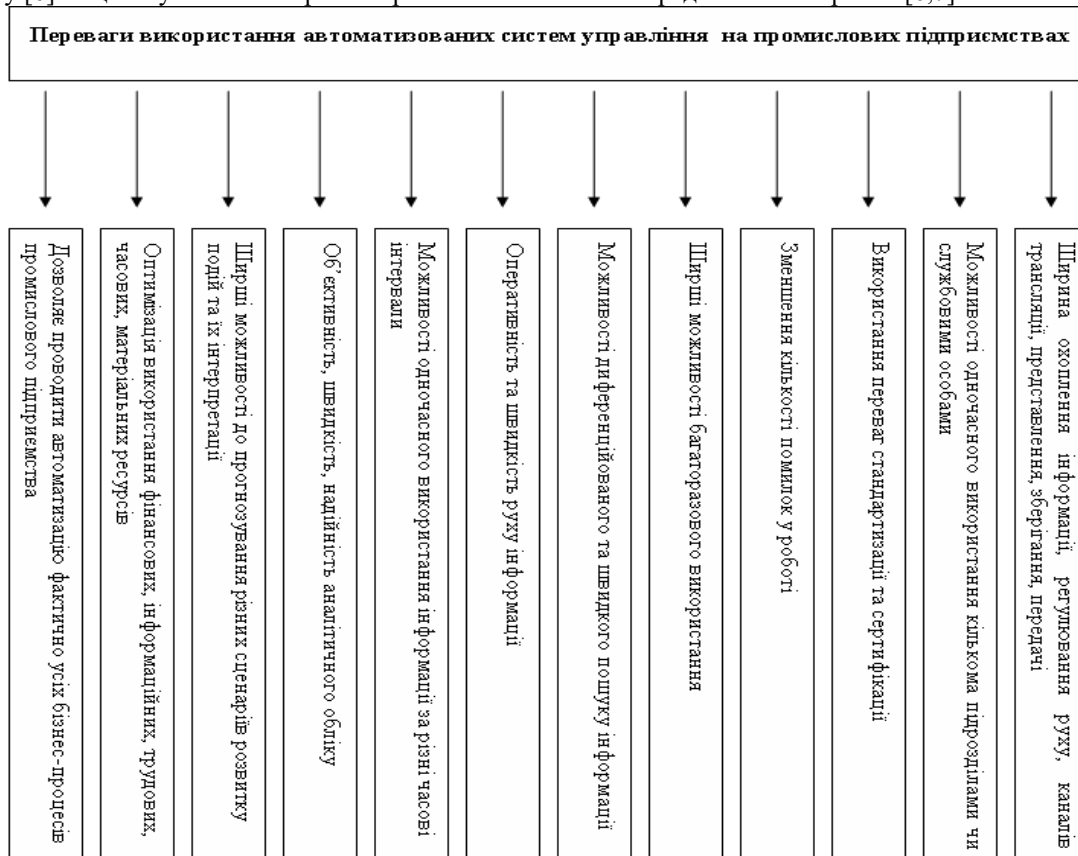 Переваги використання автоматизованих систем управління на промислових підприємствах
Дозволяє проводити автоматизацію фактично усіх бізнес-процесів
промислового підприємства
Оптимізація використання фінансових, інформаційних, трудових,
часових, матеріальних ресурсів
Ширші можливості до прогнозування різних сценаріїв розвитку
подій та їх інтерпретації
Об’єктивність, швидкість, надійність аналітичного обліку
Можливості одночасного використання інформації за різні часові
інтервали
Оперативність та швидкість руху інформації
Можливості диференційованого та швидкого пошуку інформації
Ширші можливості багаторазового використання
Зменшення кількості помилок у роботі
Використання переваг стандартизації та сертифікації
Можливості одночасного використання кількома підрозділами чи
службовими особами
Ширина охоплення інформації, регулювання руху, каналів
трансляції, представлення, зберігання, передачі